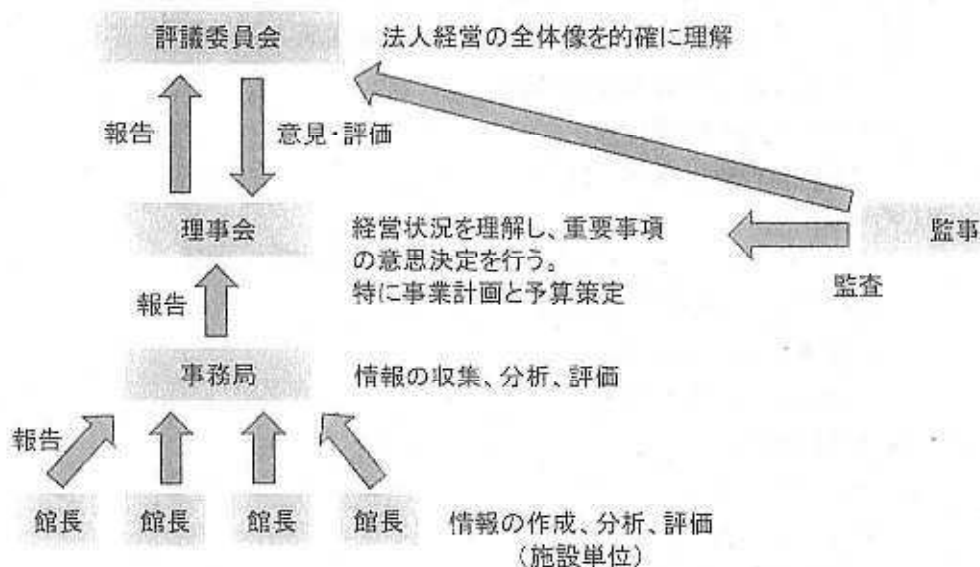 評議委員会
法人経営の全体像を的確に理解
報告
意見・評価
理事会
経営状況を理解し、重要事項
の意思決定を行う。
特に事業計画と予算策定
監事
監査
報告
事務局
情報の収集、分析、評価
報告
館長
館長
館長
館長
情報の作成、分析、評価
（施設単位）